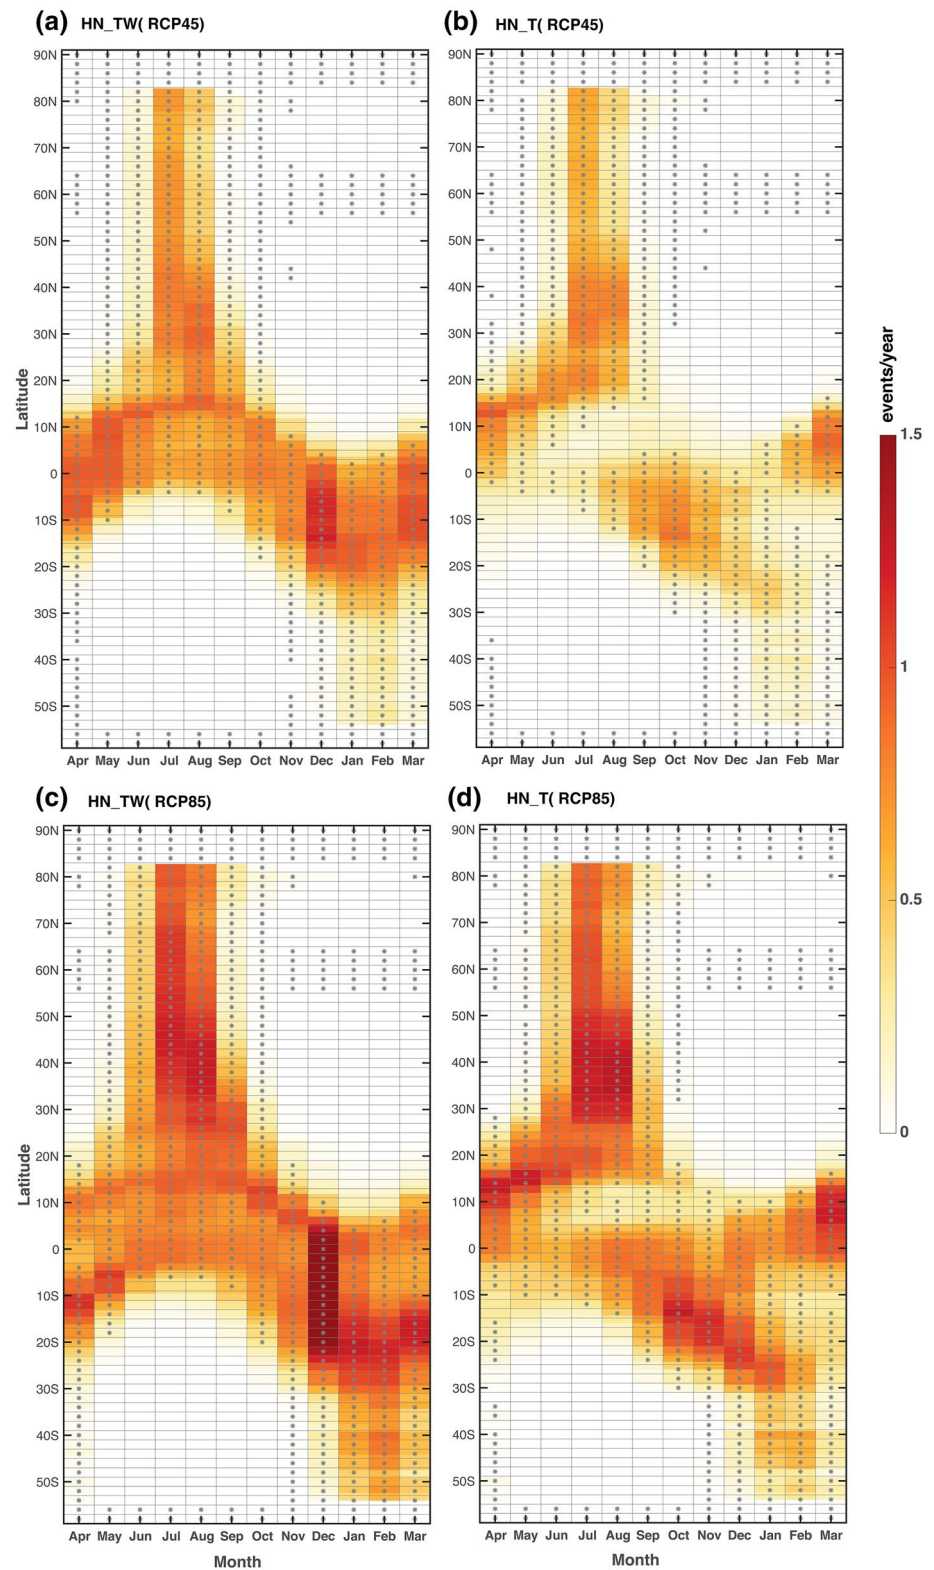 (a) HN_TW( RCP45)
(b) HN_T( RCP45)
90N
80N
70N
60N
50N
40N
30N
20N
10N
0
10S
20S
30S
40S
50S
Latitude
Apr May Jun Jul Aug Sep Oct Nov Dec Jan Feb Mar
90N
80N
70N
60N
50N
40N
30N
20N
10N
0
10S
20S
30S
40S
50S
Apr May Jun Jul Aug Sep Oct Nov Dec Jan Feb Mar
(c) HN_TW( RCP85)
(d) HN_T( RCP85)
90N
80N
70N
60N
50N
40N
30N
20N
10N
0
10S
20S
30S
40S
50S
Latitude
Apr May Jun Jul Aug Sep Oct Nov Dec Jan Feb Mar
Month
90N
80N
70N
60N
50N
40N
30N
20N
10N
0
10S
20S
30S
40S
50S
Apr May Jun Jul Aug Sep Oct Nov Dec Jan Feb Mar
Month
events/year
1.5
1
0.5
0